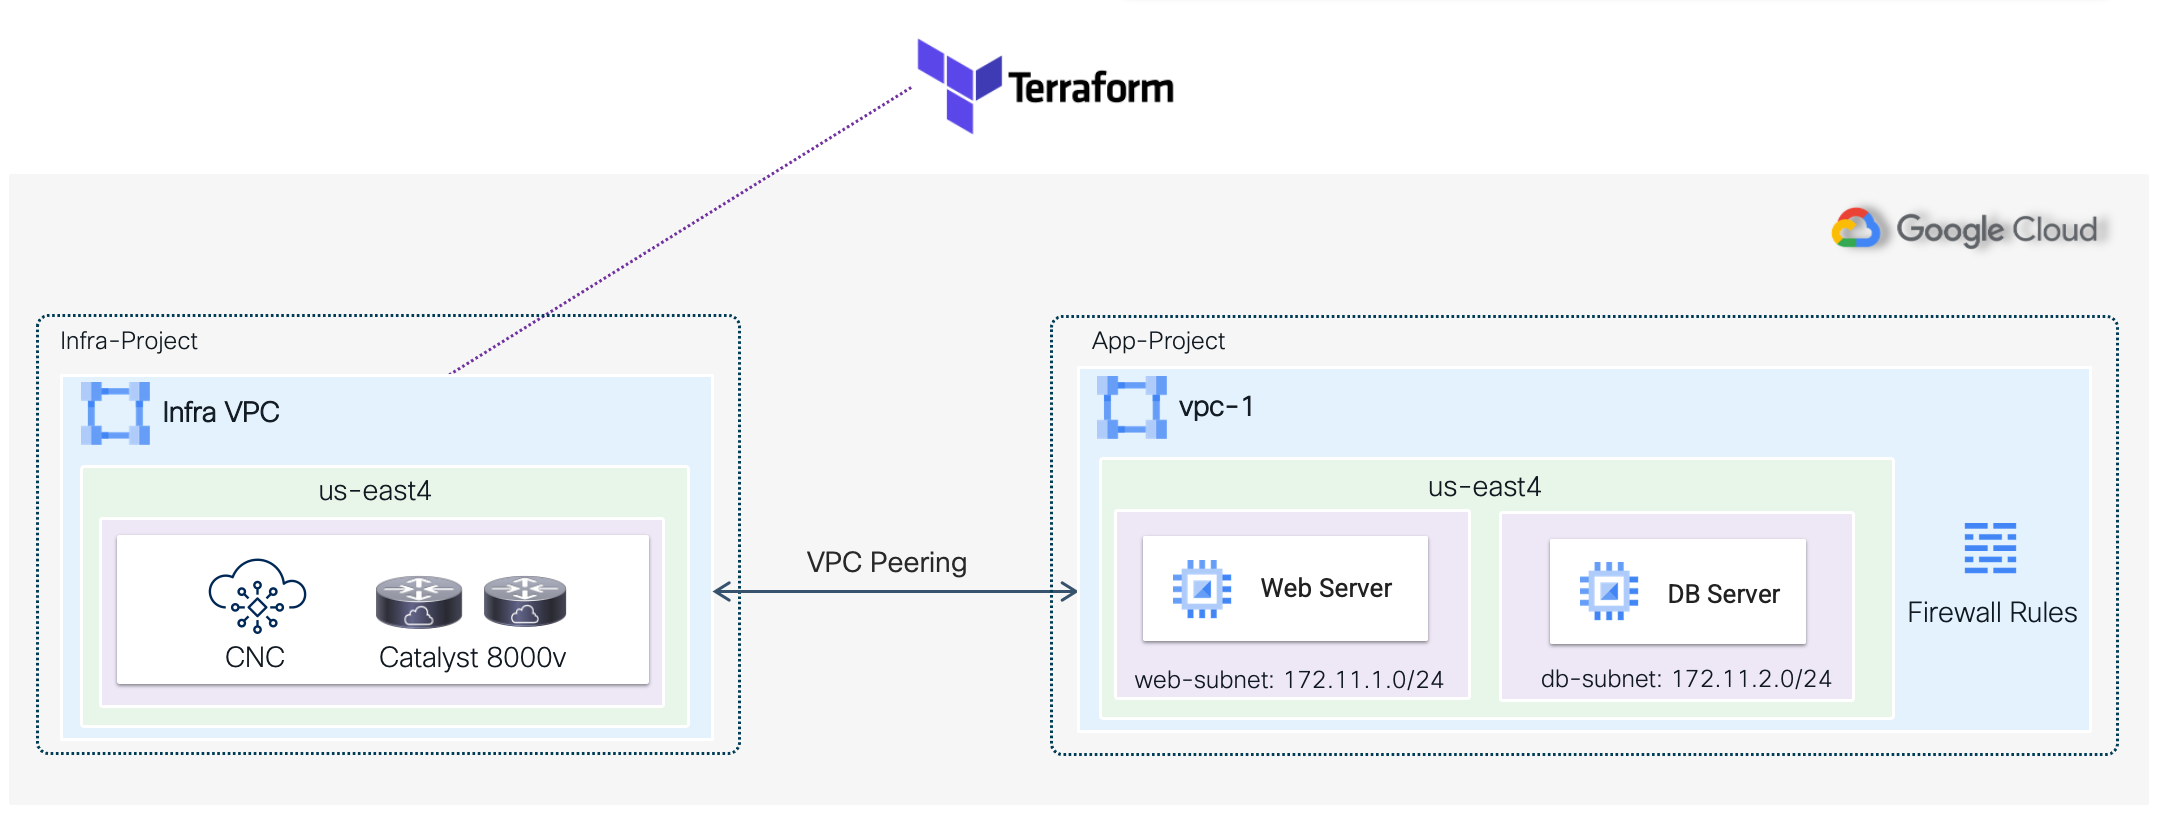 Terraform
Google Cloud
Infra-Project
Infra VPC
us-east4
CNC
Catalyst 8000v
VPC Peering
App-Project
vpc-1
us-east4
Web Server
web-subnet: 172.11.1.0/24
DB Server
db-subnet: 172.11.2.0/24
Firewall Rules